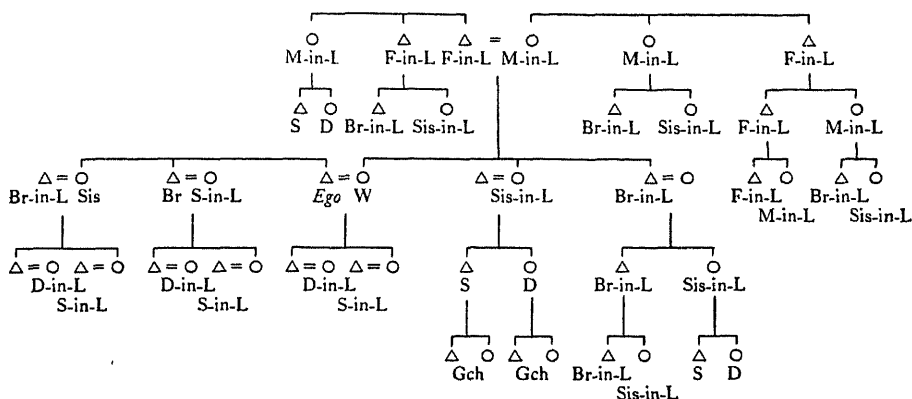 M-in-L F-in-L F-in-L = M-in-L M-in-L F-in-L
S D Br-in-L Sis-in-L Br-in-L Sis-in-L F-in-L M-in-L
= = = = = F-in-L Br-in-L
Br-in-L Sis Br S-in-L Ego W Sis-in-L Br-in-L M-in-L Sis-in-L
= = = = = =
D-in-L D-in-L D-in-L S D Br-in-L Sis-in-L
S-in-L S-in-L S-in-L
Gch Gch Br-in-L S D
Sis-in-L